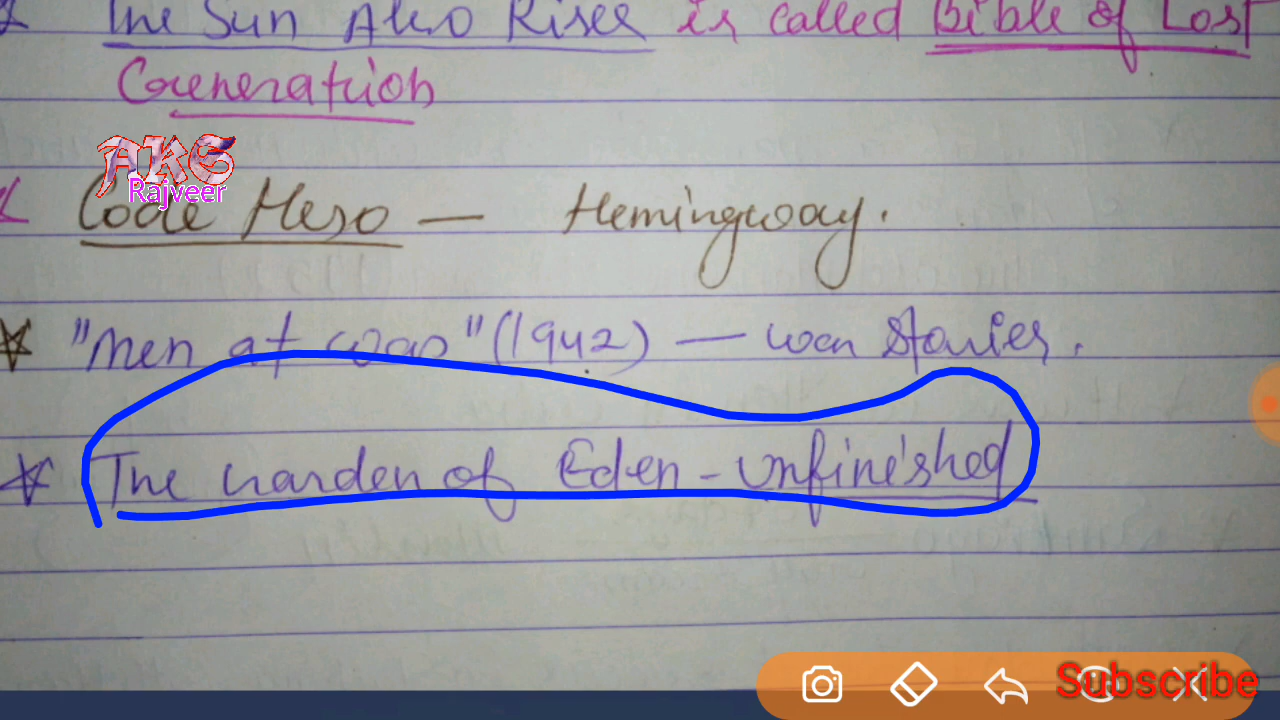 The Sun Also Rises is called Bible of Lost
Generation
AKS
Rajveer
Code Hero - Hemingway.
"Men at war" (1942) - war stories.
The Garden of Eden - Unfinished
Subscribe